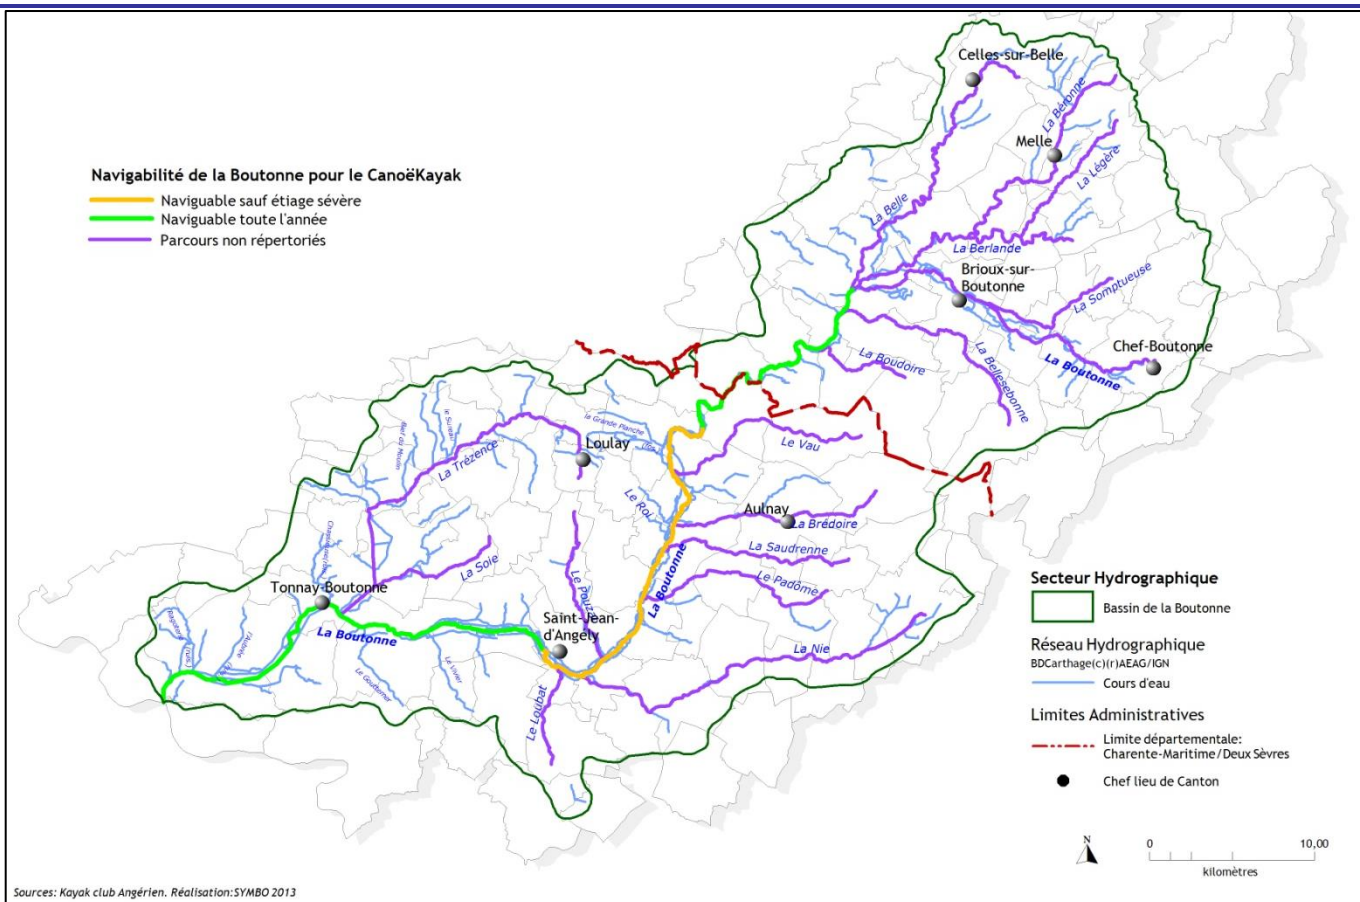 Celles-sur-Belle
La Béronne
Melle
La Légère
La Belle
La Berlande
Brioux-sur-
Boutonne
La Somptueuse
Chef-Boutonne
La Boutonne
La Bellesebonne
La Boudoire
Navigabilité de la Boutonne pour le CanoëKayak
Naviguable sauf étiage sévère
Naviguable toute l'année
Parcours non répertoriés
la Grande Planche
Loulay
Le Vau
La Trézence
Le Roi
Aulnay
La Brédoire
La Saudrenne
Le Padôme
La Boutonne
La Soie
Le Pouzat
Tonnay-Boutonne
La Boutonne
Saint-Jean-
d'Angely
La Nie
Le Loubat
Le Vivier
Secteur Hydrographique
Bassin de la Boutonne
Réseau Hydrographique
BDCarthage(c)(r)AEAG/IGN
Cours d'eau
Limites Administratives
Limite départementale:
Charente-Maritime/Deux Sèvres
Chef lieu de Canton
N
0
10,00
kilomètres
Sources: Kayak club Angérien. Réalisation:SYMBO 2013